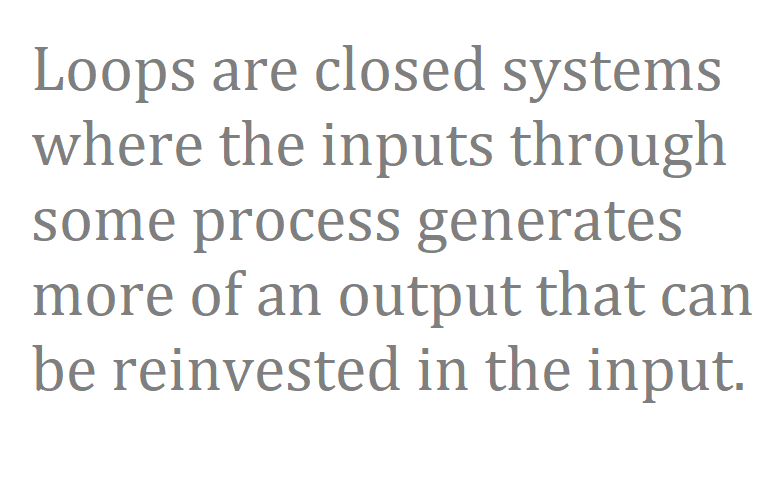 Loops are closed systems
where the inputs through
some process generates
more of an output that can
be reinvested in the input.